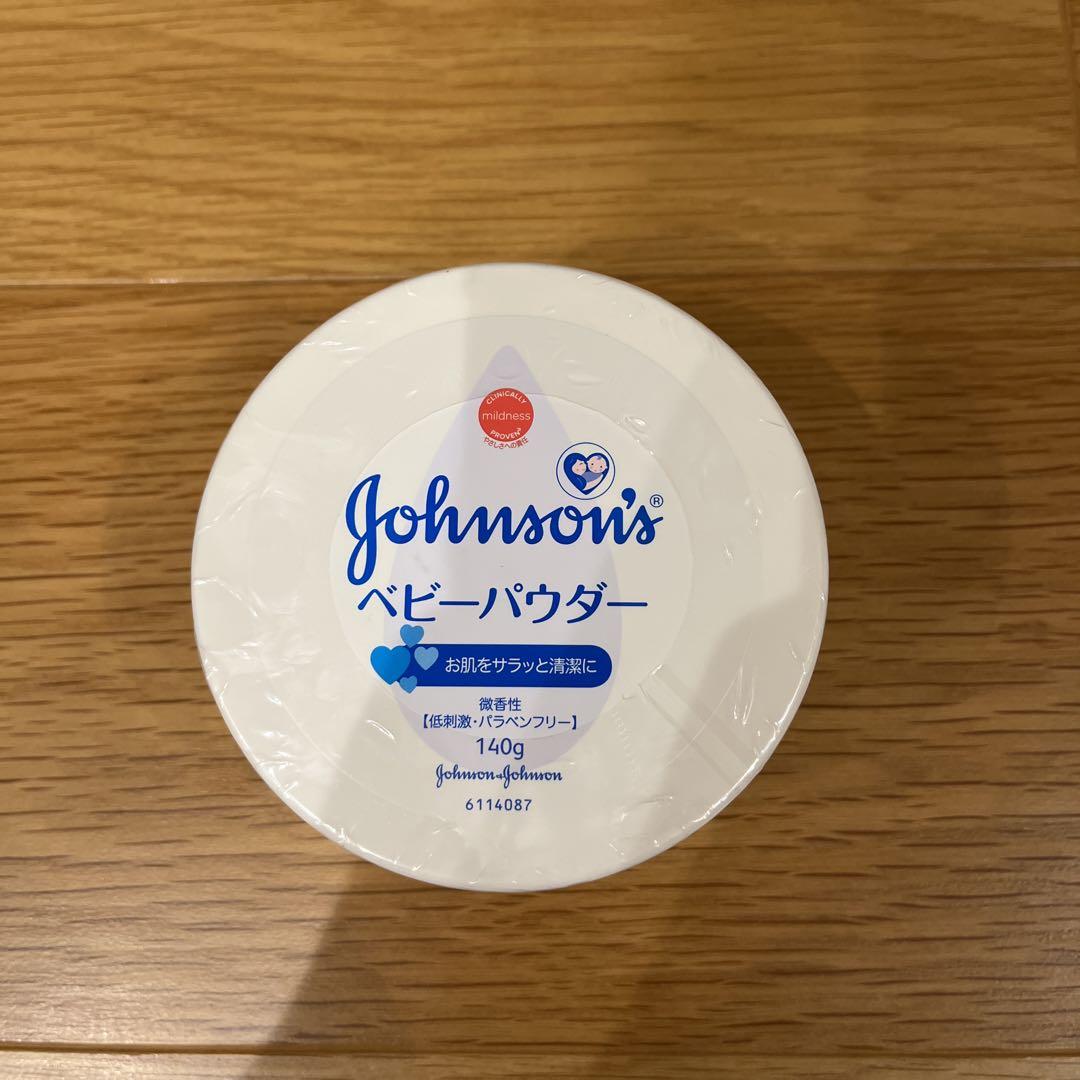 CLINICALLY
mildness
PROVEN
やさしさへの責任
Johnson's®
ベビーパウダー
お肌をサラッと清潔に
微香性
【低刺激・パラベンフリー】
140g
Johnson+Johnson
6114087